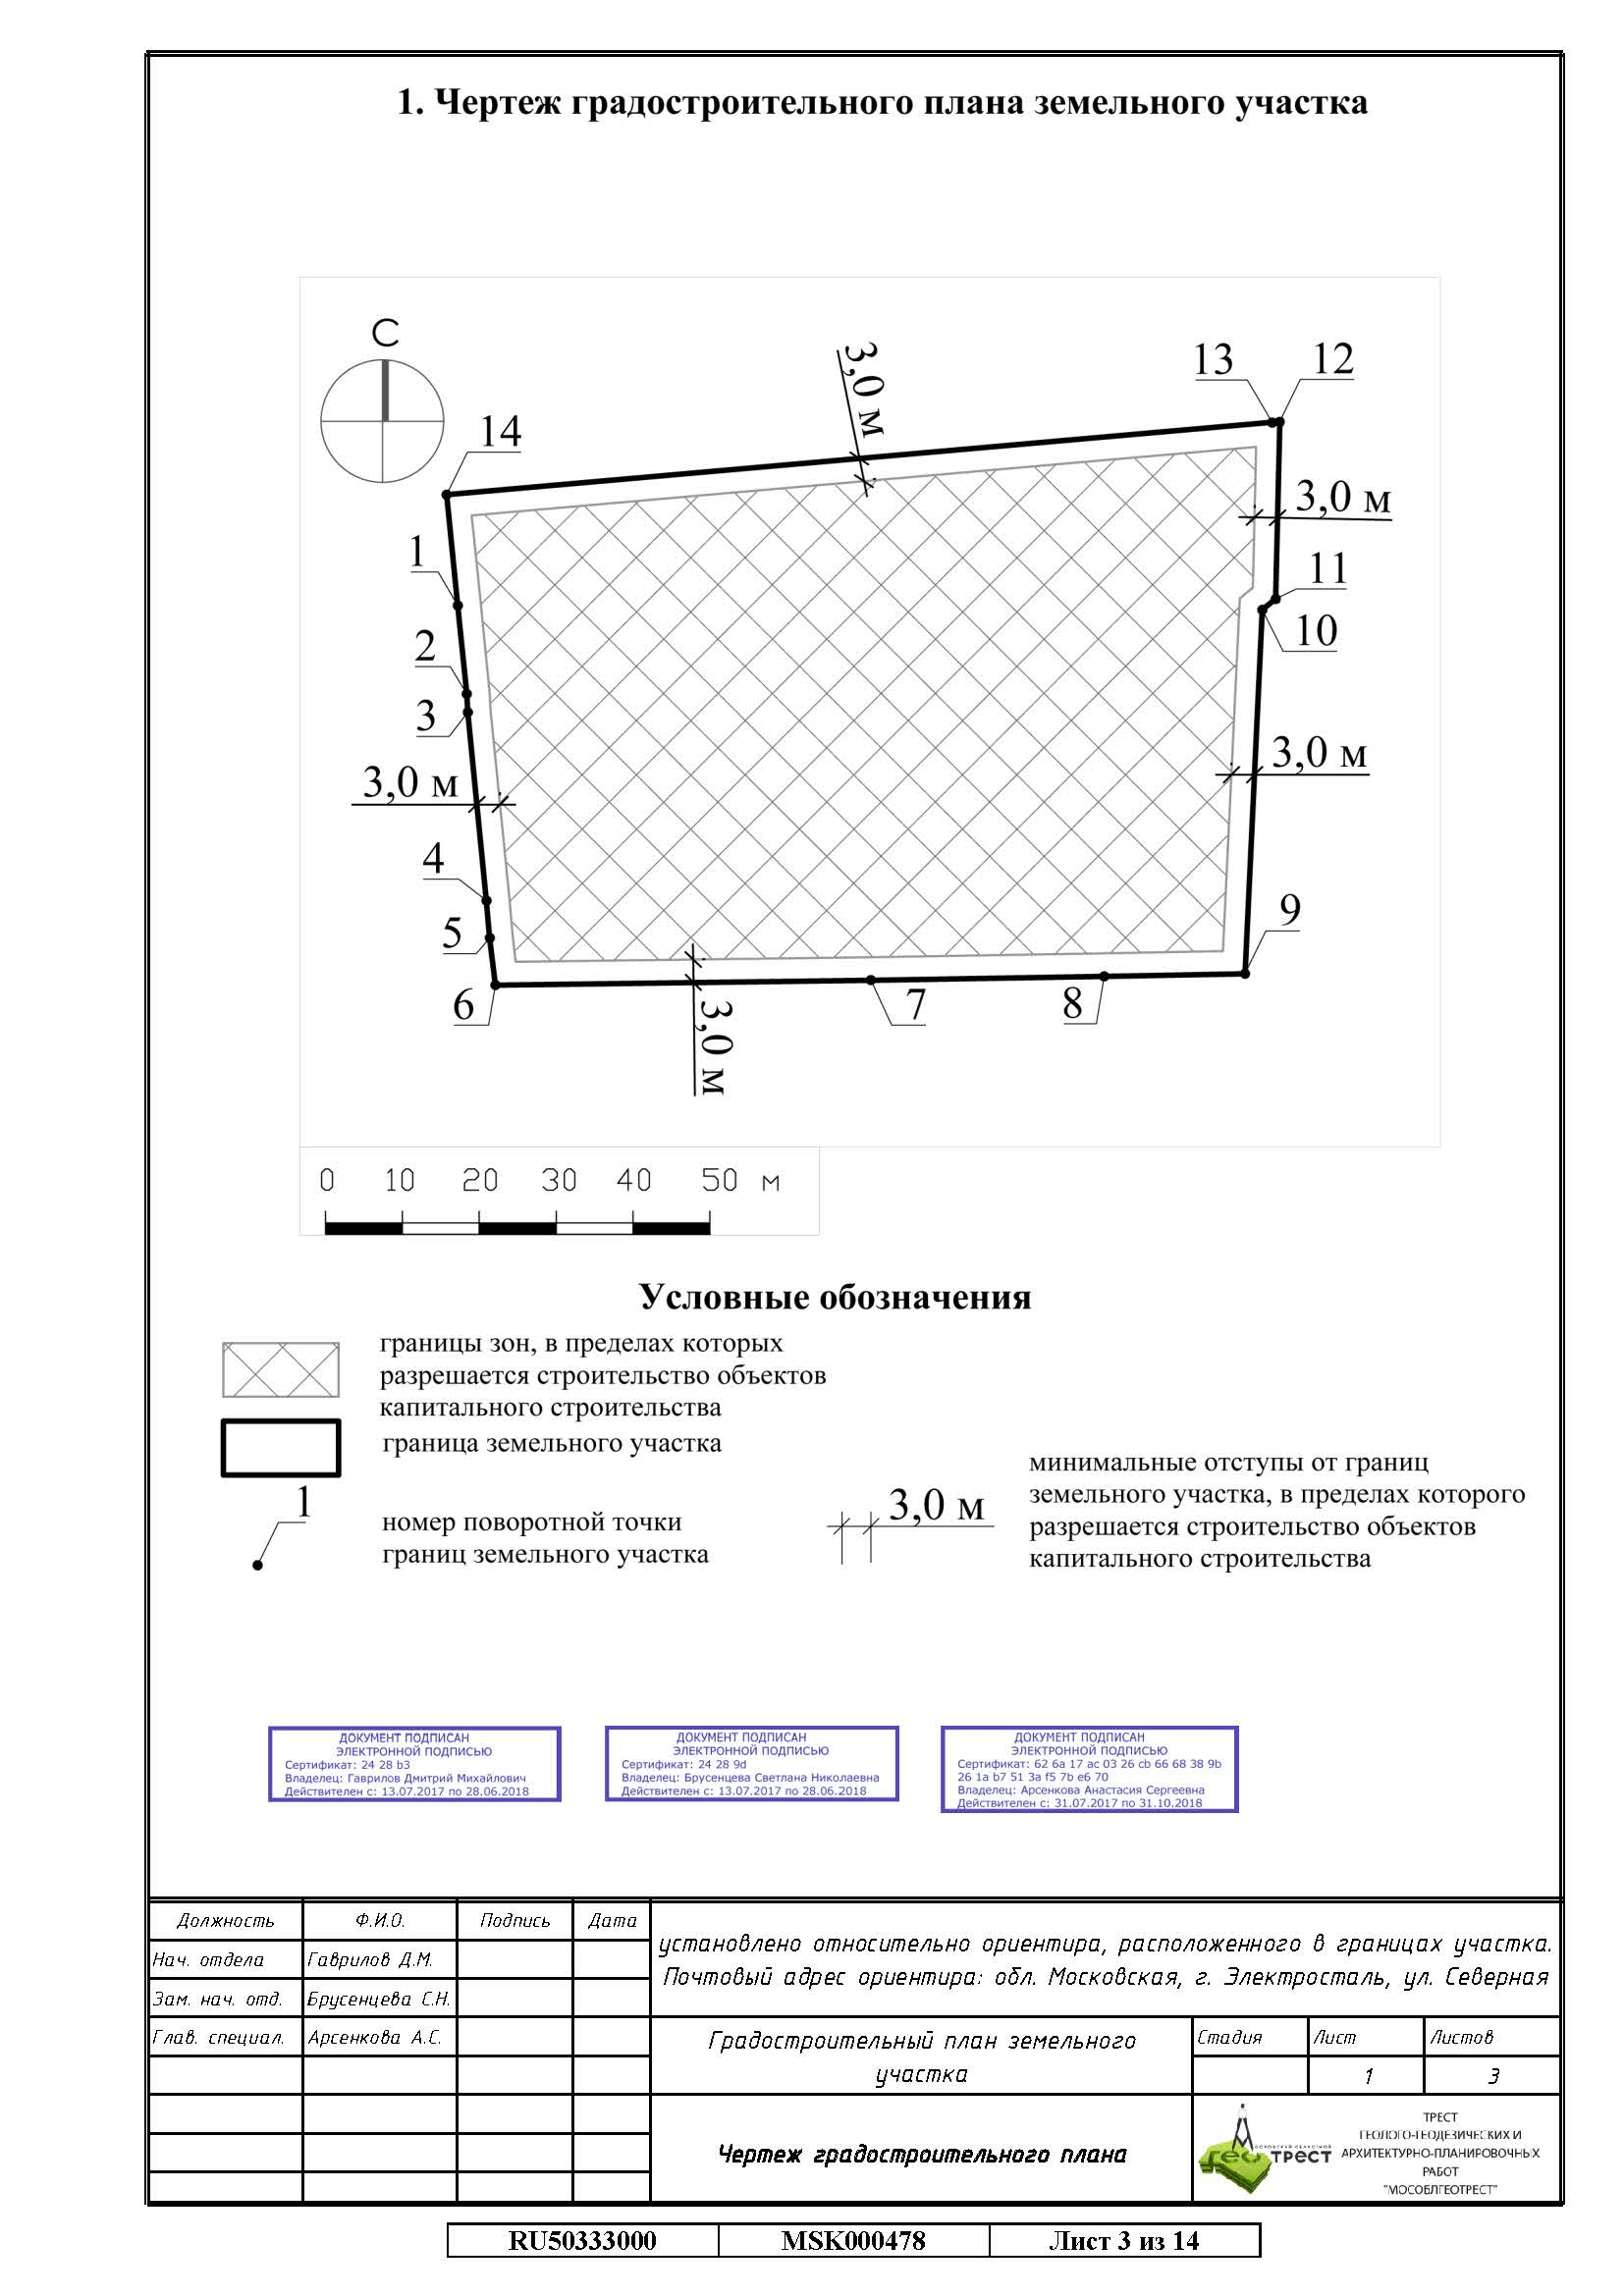 1. Чертеж градостроительного плана земельного участка
С
3,0 м
13
12
14
3,0 м
1
11
2
10
3
3,0 м
3,0 м
4
9
5
6
7
8
3,0 м
0 10 20 30 40 50 м
Условные обозначения
границы зон, в пределах которых
разрешается строительство объектов
капитального строительства
граница земельного участка
1
номер поворотной точки
границ земельного участка
3,0 м
минимальные отступы от границ
земельного участка, в пределах которого
разрешается строительство объектов
капитального строительства
ДОКУМЕНТ ПОДПИСАН
ЭЛЕКТРОННОЙ ПОДПИСЬЮ
Сертификат: 24 28 b3
Владелец: Гаврилов Дмитрий Михайлович
Действителен с: 13.07.2017 по 28.06.2018
ДОКУМЕНТ ПОДПИСАН
ЭЛЕКТРОННОЙ ПОДПИСЬЮ
Сертификат: 24 28 9d
Владелец: Брусенцева Светлана Николаевна
Действителен с: 13.07.2017 по 28.06.2018
ДОКУМЕНТ ПОДПИСАН
ЭЛЕКТРОННОЙ ПОДПИСЬЮ
Сертификат: 62 6a 17 ac 03 26 cb 66 68 38 9b
26 1a b7 51 3a f5 7b e6 70
Владелец: Арсенкова Анастасия Сергеевна
Действителен с: 31.07.2017 по 31.10.2018
Должность Ф.И.О. Подпись Дата
Нач. отдела Гаврилов Д.М.
Зам. нач. отд. Брусенцева С.Н.
Глав. специал. Арсенкова А.С.
установлено относительно ориентира, расположенного в границах участка.
Почтовый адрес ориентира: обл. Московская, г. Электросталь, ул. Северная
Градостроительный план земельного
участка
Стадия Лист Листов
1 3
Чертеж градостроительного плана
МОСКОВСКИЙ ОБЛАСТНОЙ
ГЕОТРЕСТ
ТРЕСТ
ГЕОЛОГО-ГЕОДЕЗИЧЕСКИХ И
АРХИТЕКТУРНО-ПЛАНИРОВОЧНЫХ
РАБОТ
"МОСОБЛГЕОТРЕСТ"
RU50333000 MSK000478 Лист 3 из 14